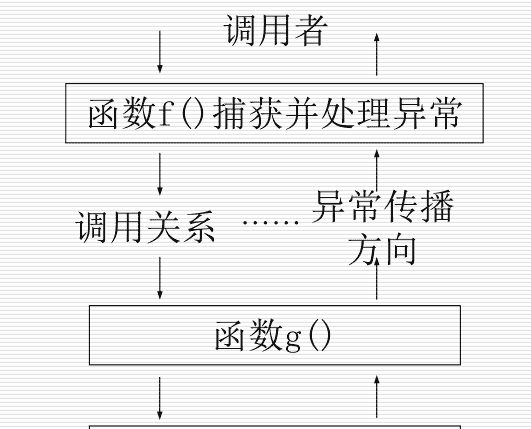 调用者
函数f()捕获并处理异常
调用关系
……
异常传播
方向
函数g()